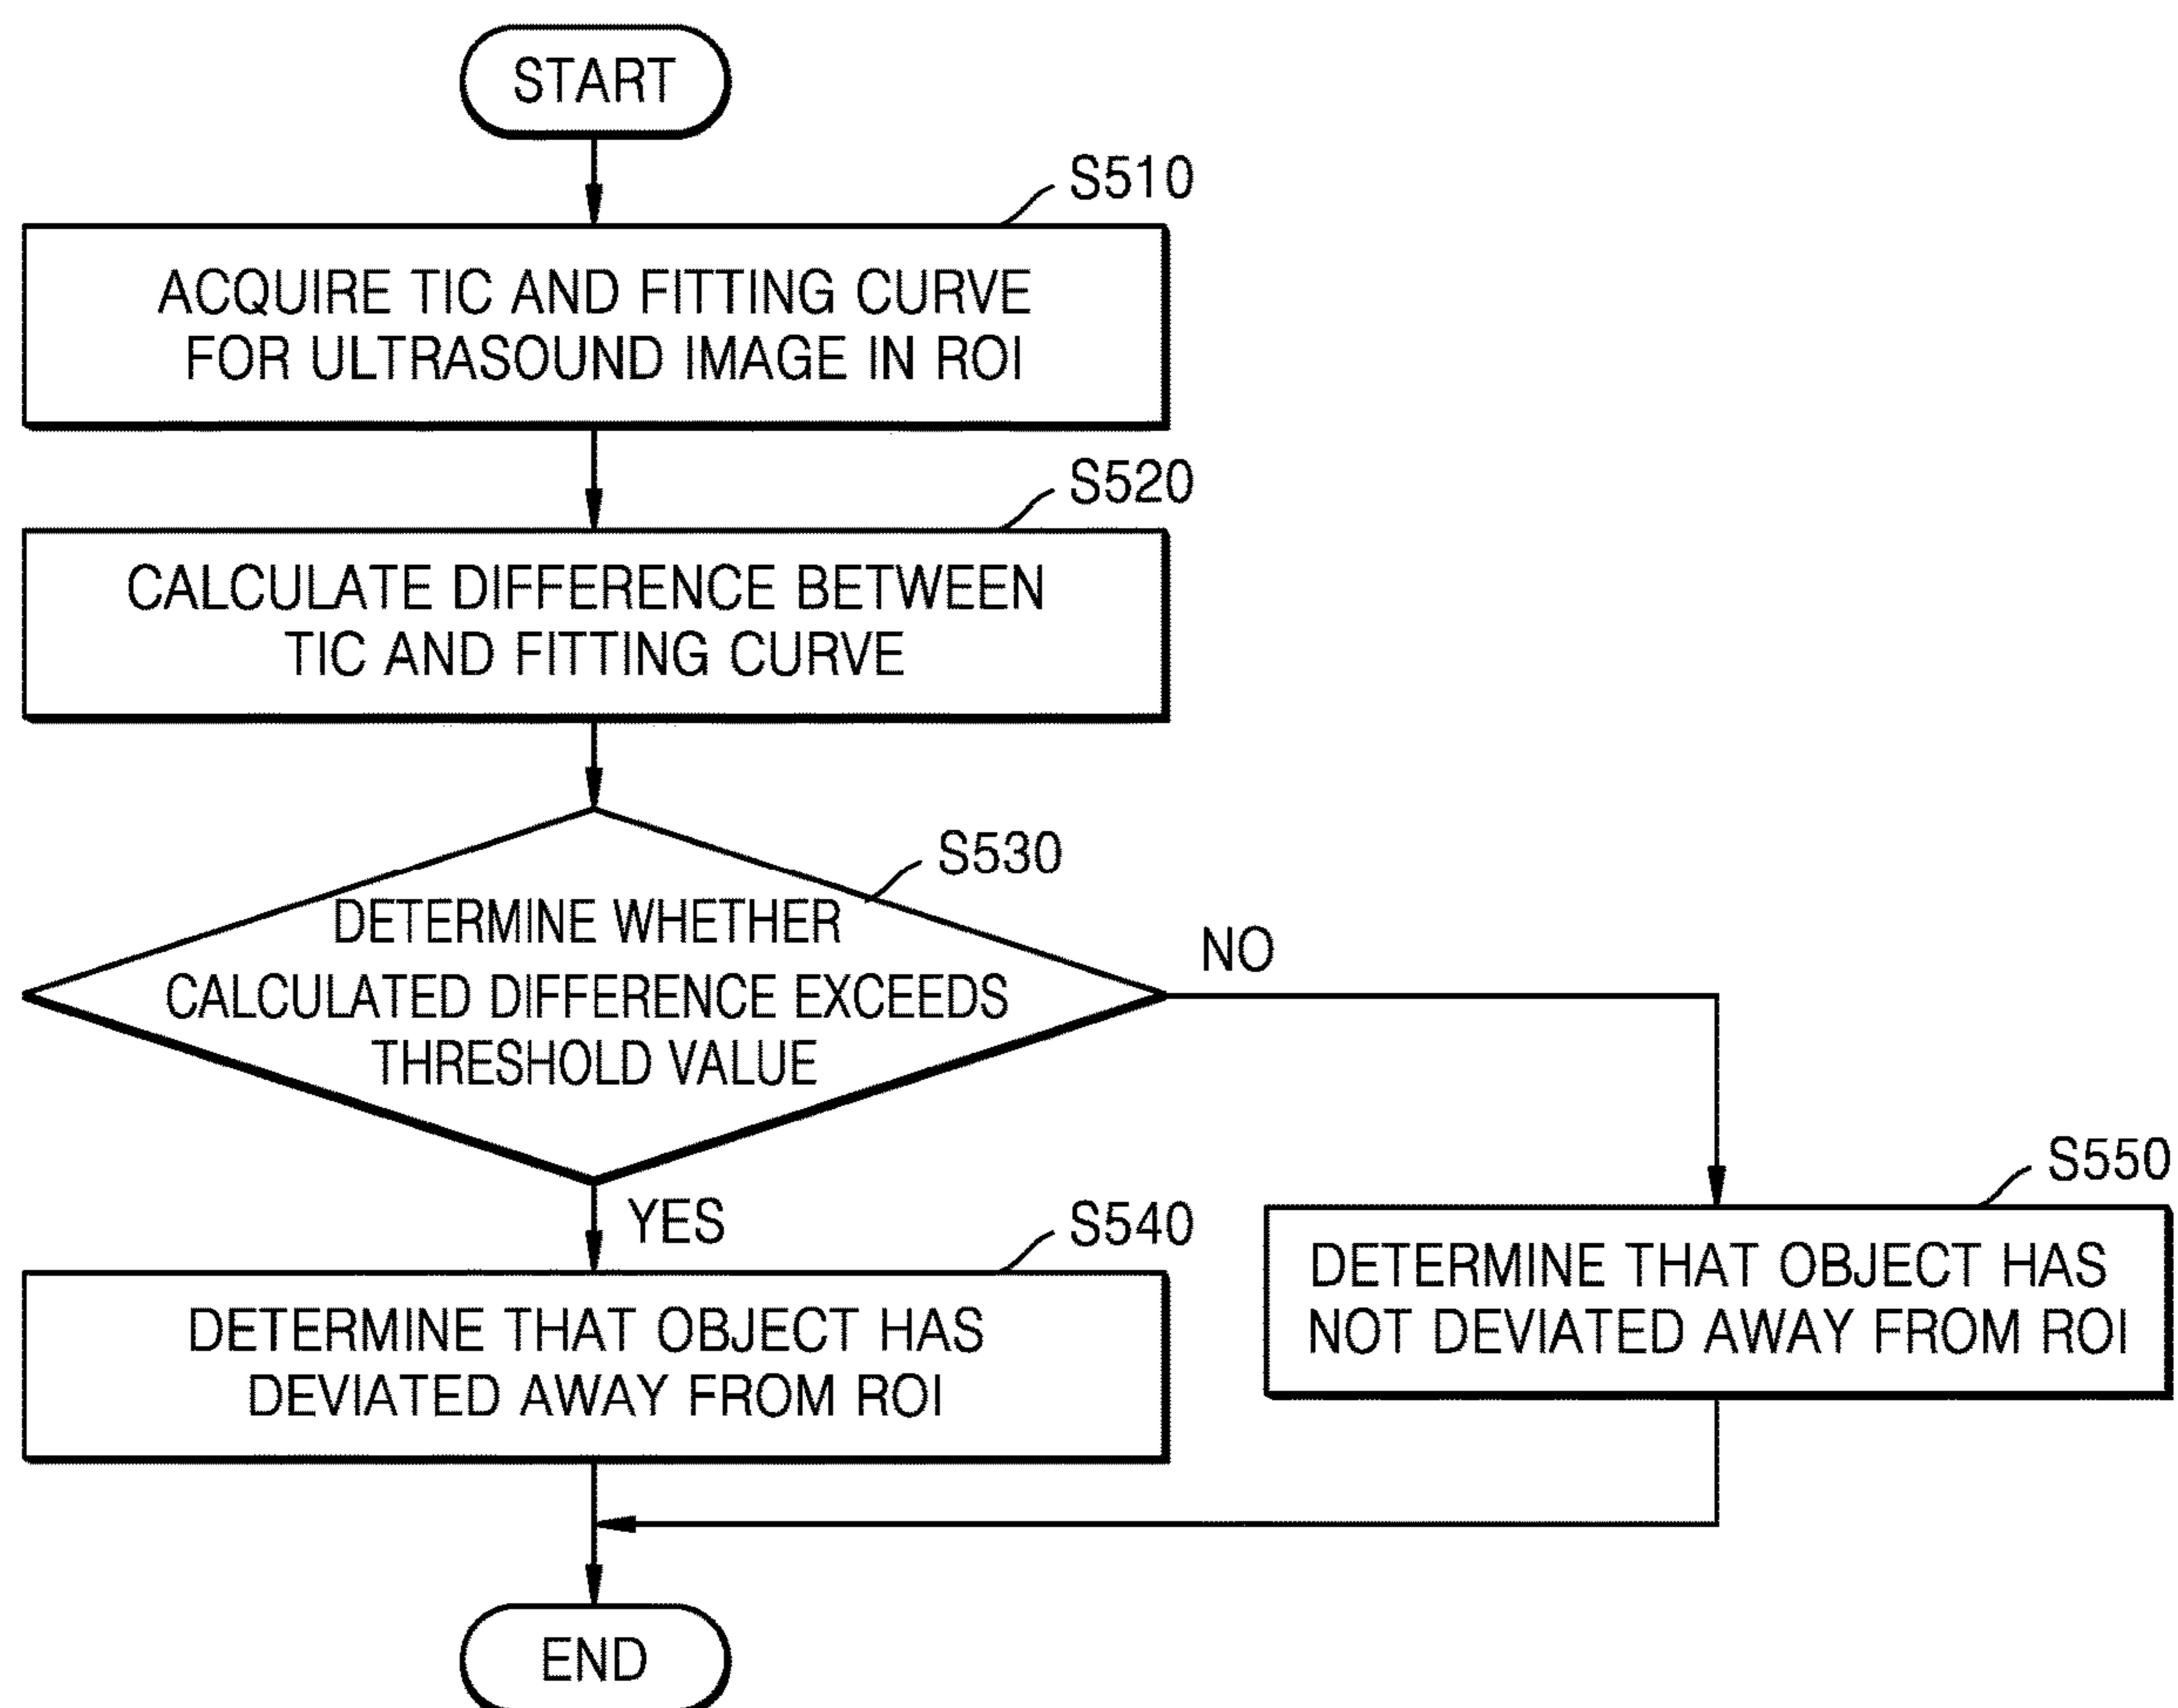 START
S510
ACQUIRE TIC AND FITTING CURVE
FOR ULTRASOUND IMAGE IN ROI
S520
CALCULATE DIFFERENCE BETWEEN
TIC AND FITTING CURVE
S530
DETERMINE WHETHER
CALCULATED DIFFERENCE EXCEEDS
THRESHOLD VALUE
NO
YES
S540
DETERMINE THAT OBJECT HAS
DEVIATED AWAY FROM ROI
S550
DETERMINE THAT OBJECT HAS
NOT DEVIATED AWAY FROM ROI
END